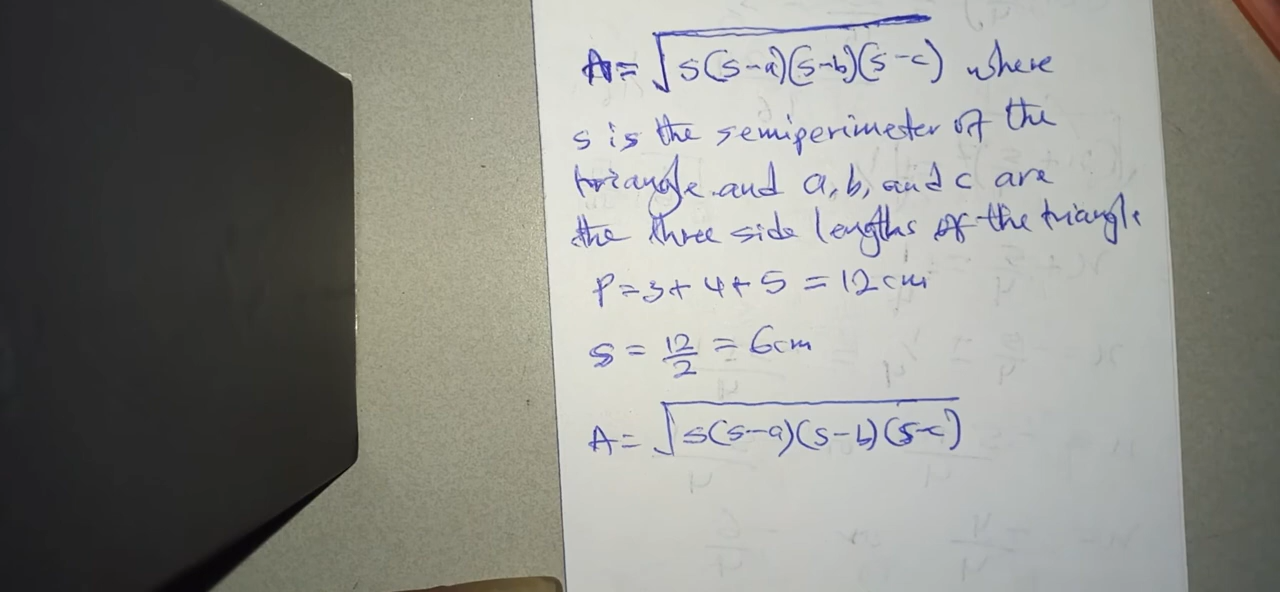 A = √s(s-a)(s-b)(s-c) where
s is the semiperimeter of the
triangle and a, b, and c are
the three side lengths of the triangle
P = 3 + 4 + 5 = 12 cm
s = 12/2 = 6cm
A = √s(s-a)(s-b)(s-c)